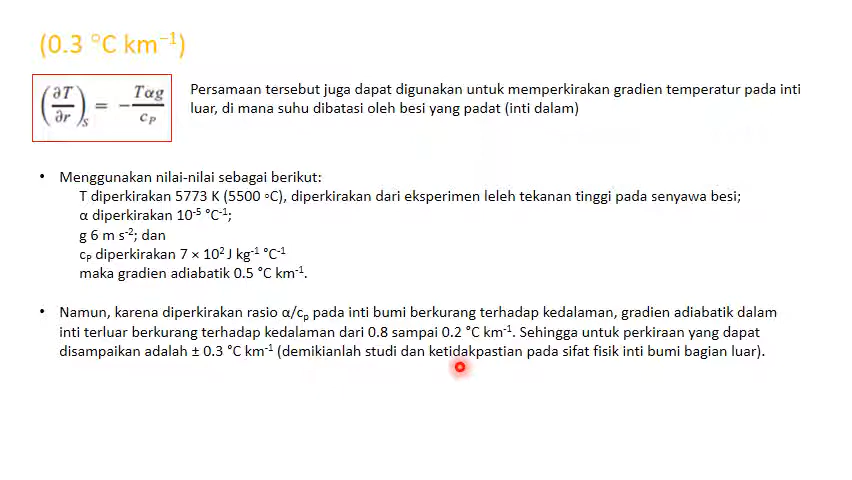 (0.3 °C km⁻¹)
(∂T/∂r)ₛ = − Tαg/c_P
Persamaan tersebut juga dapat digunakan untuk memperkirakan gradien temperatur pada inti
luar, di mana suhu dibatasi oleh besi yang padat (inti dalam)
• Menggunakan nilai-nilai sebagai berikut:
T diperkirakan 5773 K (5500 ◦C), diperkirakan dari eksperimen leleh tekanan tinggi pada senyawa besi;
α diperkirakan 10⁻⁵ °C⁻¹;
g 6 m s⁻²; dan
c_P diperkirakan 7 × 10² J kg⁻¹ °C⁻¹
maka gradien adiabatik 0.5 °C km⁻¹.
• Namun, karena diperkirakan rasio α/c_p pada inti bumi berkurang terhadap kedalaman, gradien adiabatik dalam
inti terluar berkurang terhadap kedalaman dari 0.8 sampai 0.2 °C km⁻¹. Sehingga untuk perkiraan yang dapat
disampaikan adalah ± 0.3 °C km⁻¹ (demikianlah studi dan ketidakpastian pada sifat fisik inti bumi bagian luar).